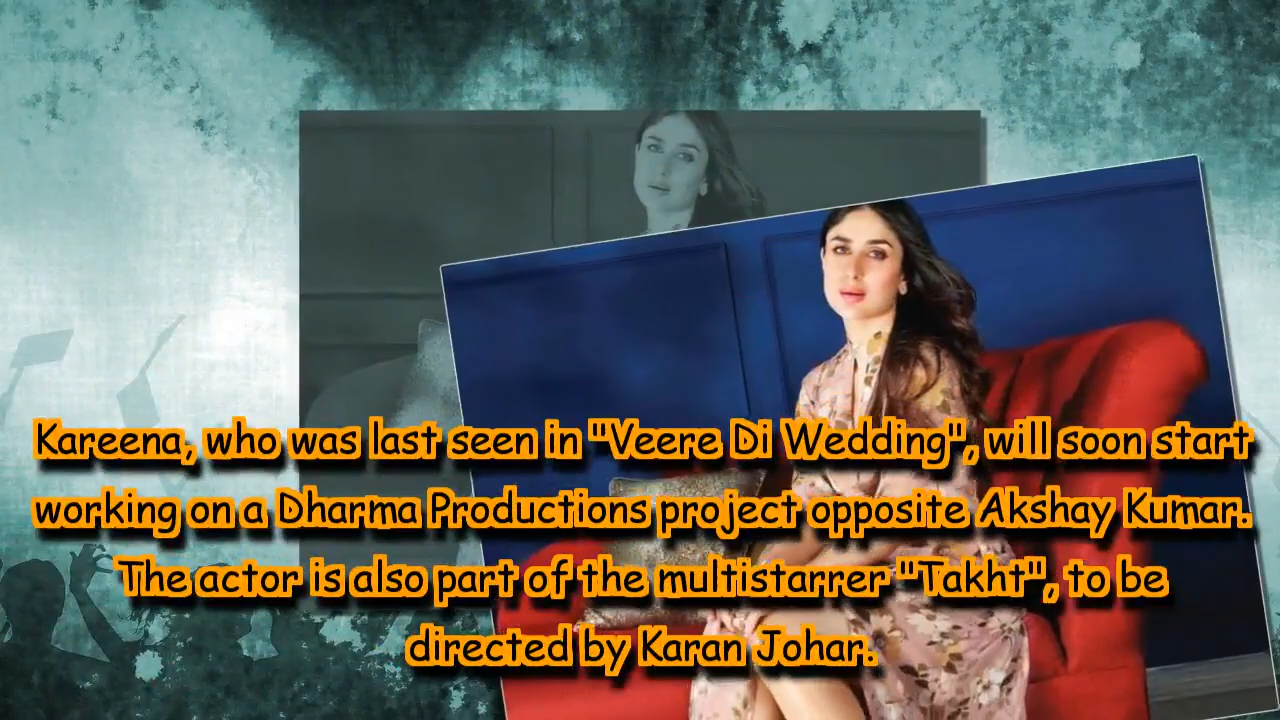 Kareena, who was last seen in "Veere Di Wedding", will soon start
working on a Dharma Productions project opposite Akshay Kumar.
The actor is also part of the multistarrer "Takht", to be
directed by Karan Johar.